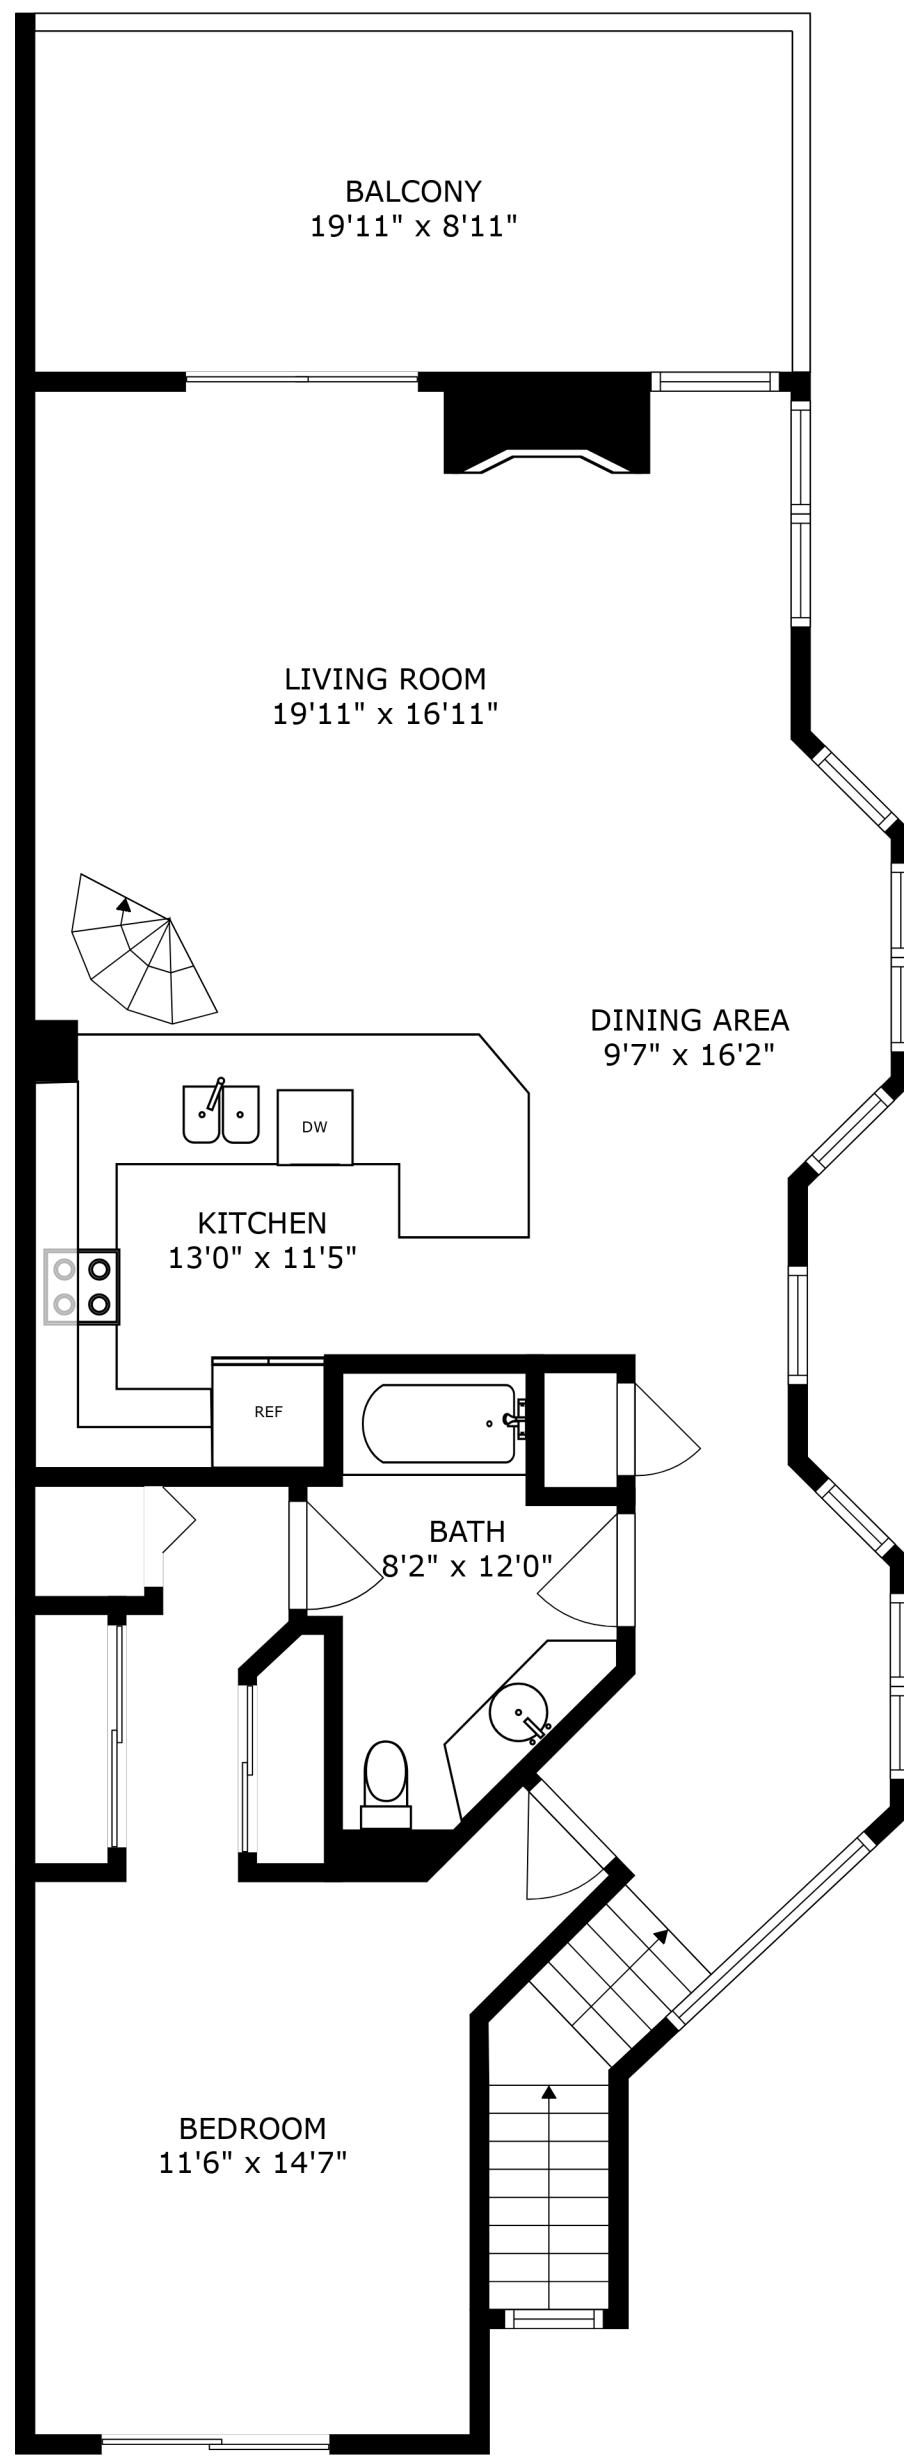 BALCONY
19'11" x 8'11"
LIVING ROOM
19'11" x 16'11"
DINING AREA
9'7" x 16'2"
DW
KITCHEN
13'0" x 11'5"
REF
BATH
8'2" x 12'0"
BEDROOM
11'6" x 14'7"